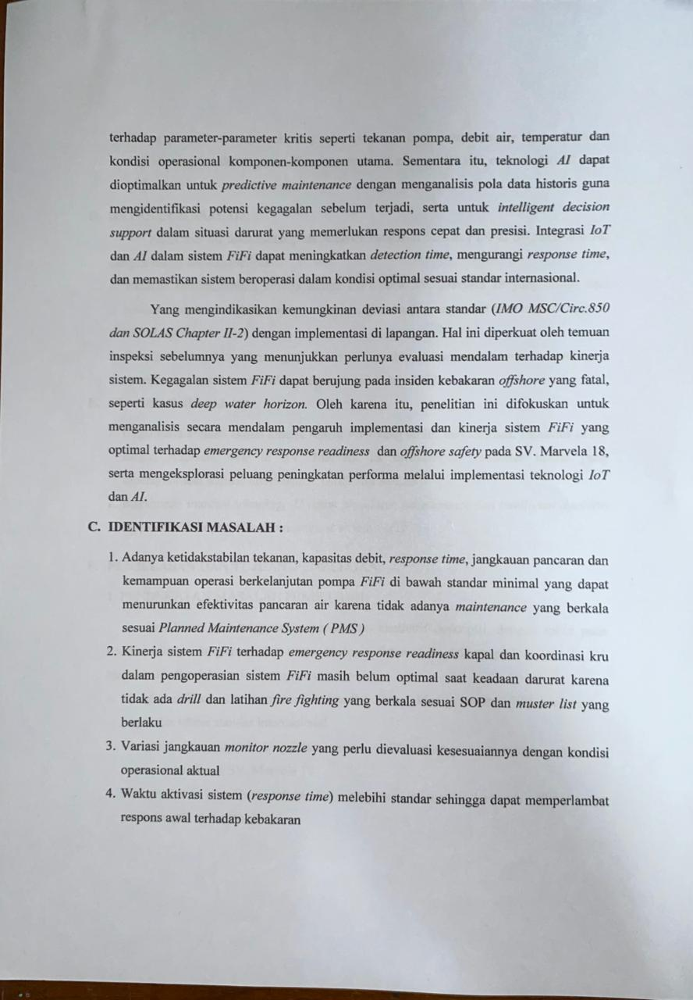 terhadap parameter-parameter kritis seperti tekanan pompa, debit air, temperatur dan
kondisi operasional komponen-komponen utama. Sementara itu, teknologi AI dapat
dioptimalkan untuk predictive maintenance dengan menganalisis pola data historis guna
mengidentifikasi potensi kegagalan sebelum terjadi, serta untuk intelligent decision
support dalam situasi darurat yang memerlukan respons cepat dan presisi. Integrasi IoT
dan AI dalam sistem FiFi dapat meningkatkan detection time, mengurangi response time,
dan memastikan sistem beroperasi dalam kondisi optimal sesuai standar internasional.
Yang mengindikasikan kemungkinan deviasi antara standar (IMO MSC/Circ.850
dan SOLAS Chapter II-2) dengan implementasi di lapangan. Hal ini diperkuat oleh temuan
inspeksi sebelumnya yang menunjukkan perlunya evaluasi mendalam terhadap kinerja
sistem. Kegagalan sistem FiFi dapat berujung pada insiden kebakaran offshore yang fatal,
seperti kasus deep water horizon. Oleh karena itu, penelitian ini difokuskan untuk
menganalisis secara mendalam pengaruh implementasi dan kinerja sistem FiFi yang
optimal terhadap emergency response readiness dan offshore safety pada SV. Marvela 18,
serta mengeksplorasi peluang peningkatan performa melalui implementasi teknologi IoT
dan AI.
C. IDENTIFIKASI MASALAH :
1. Adanya ketidakstabilan tekanan, kapasitas debit, response time, jangkauan pancaran dan
kemampuan operasi berkelanjutan pompa FiFi di bawah standar minimal yang dapat
menurunkan efektivitas pancaran air karena tidak adanya maintenance yang berkala
sesuai Planned Maintenance System ( PMS )
2. Kinerja sistem FiFi terhadap emergency response readiness kapal dan koordinasi kru
dalam pengoperasian sistem FiFi masih belum optimal saat keadaan darurat karena
tidak ada drill dan latihan fire fighting yang berkala sesuai SOP dan muster list yang
berlaku
3. Variasi jangkauan monitor nozzle yang perlu dievaluasi kesesuaiannya dengan kondisi
operasional aktual
4. Waktu aktivasi sistem (response time) melebihi standar sehingga dapat memperlambat
respons awal terhadap kebakaran